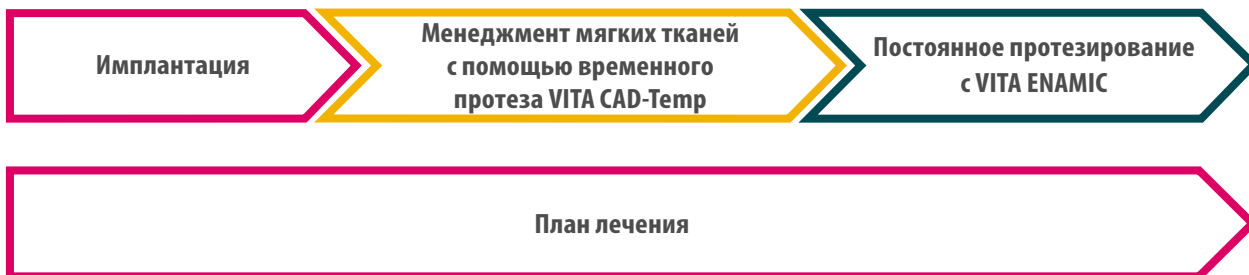 Имплантация
Менеджмент мягких тканей
с помощью временного
протеза VITA CAD-Temp
Постоянное протезирование
с VITA ENAMIC
План лечения